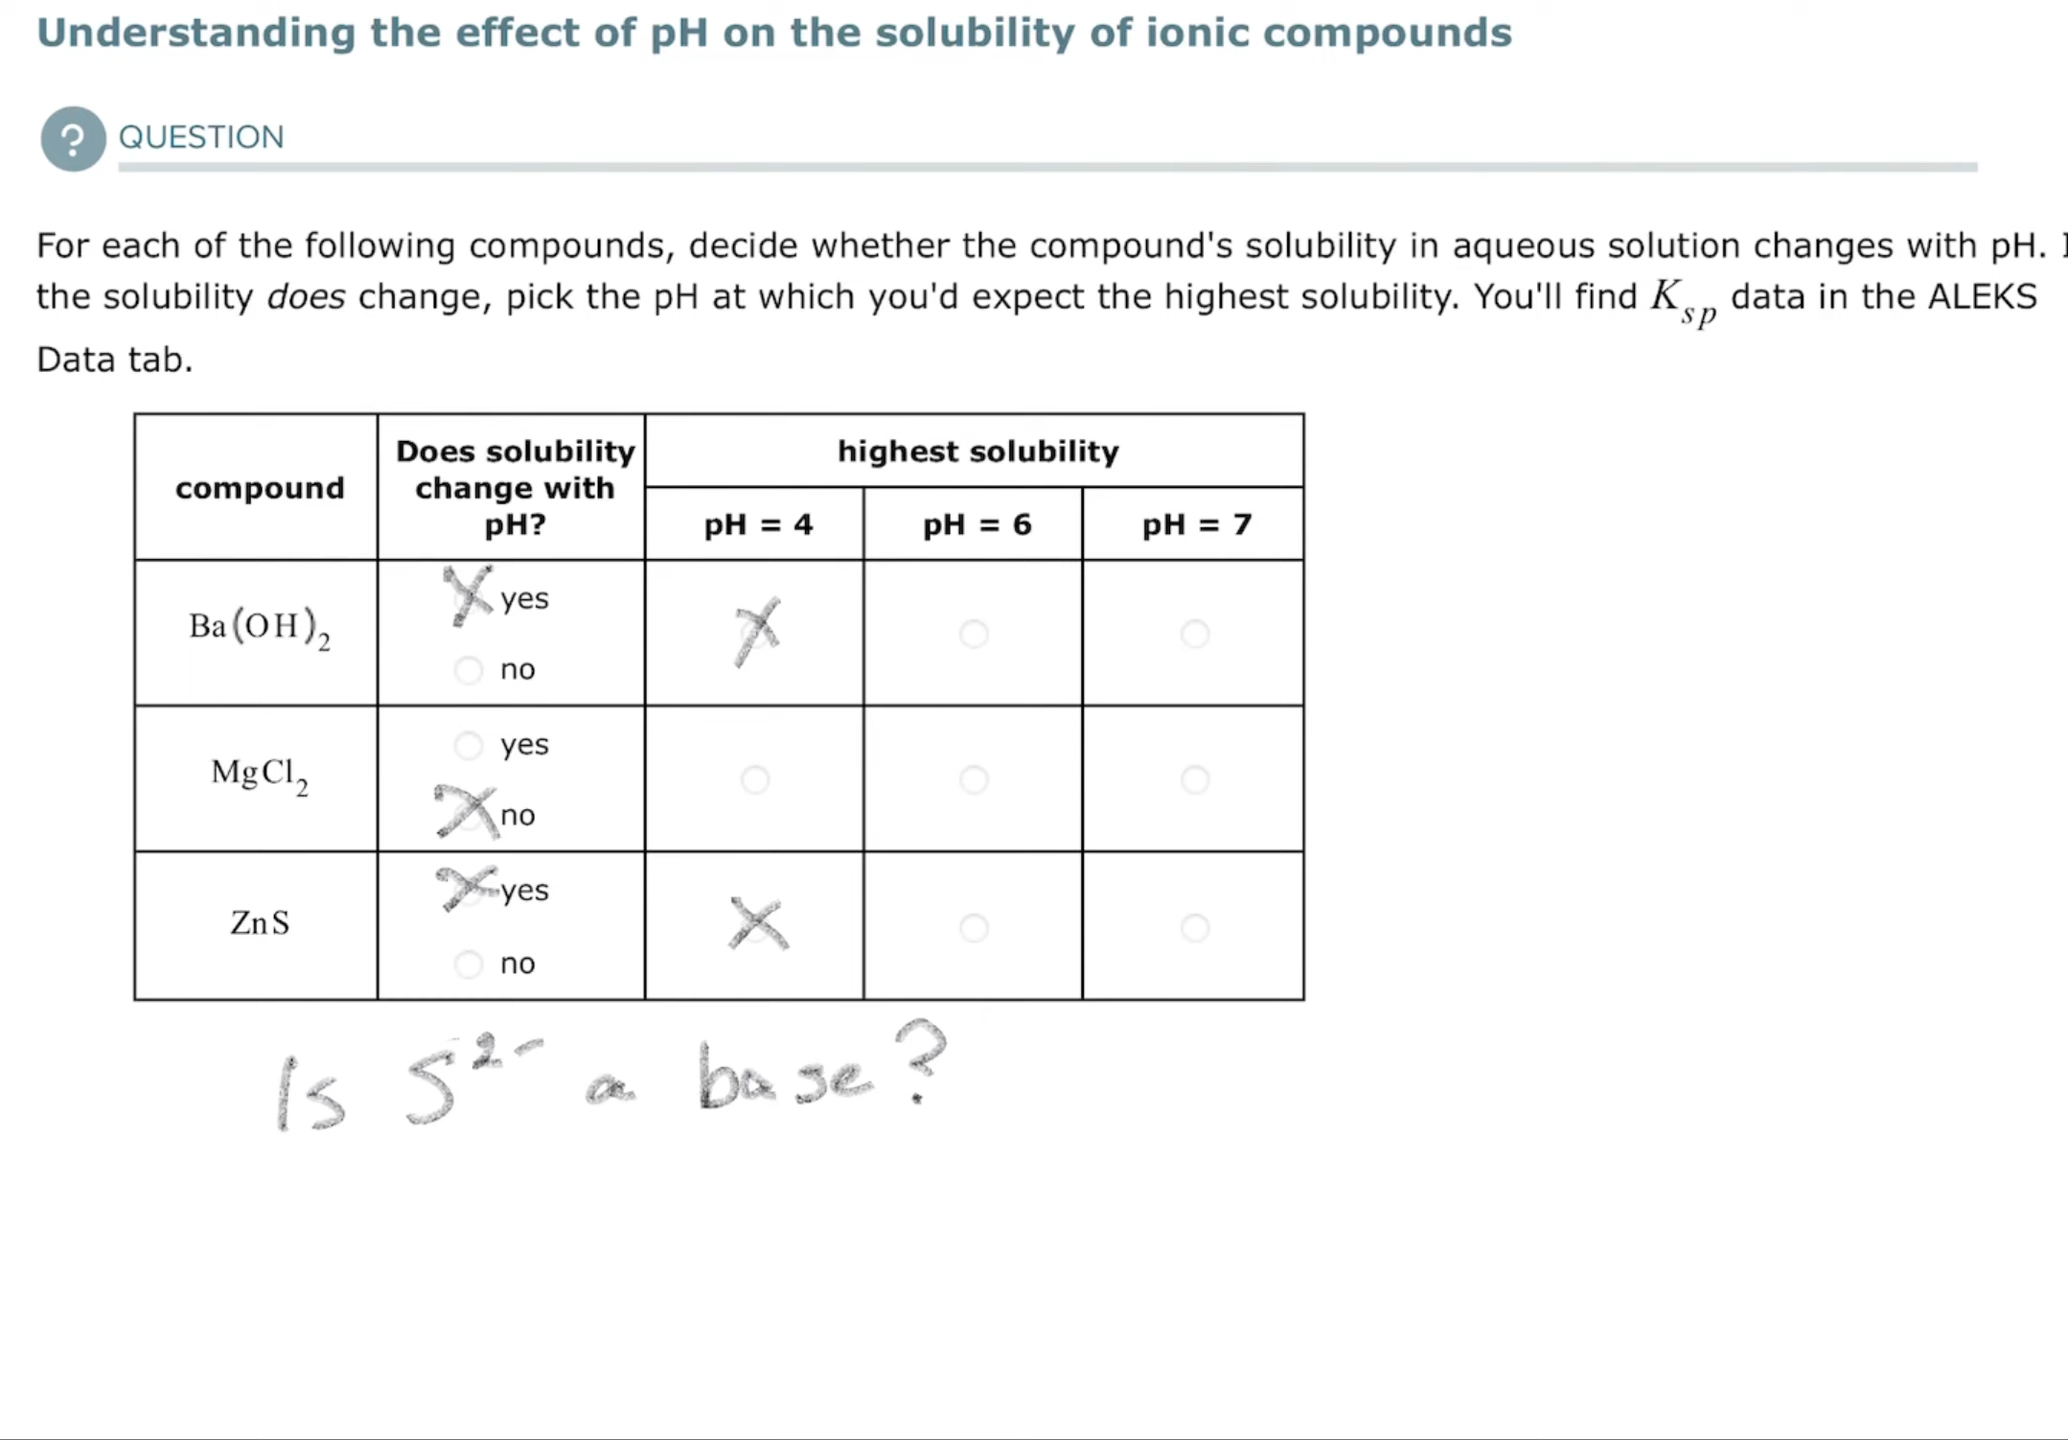 Understanding the effect of pH on the solubility of ionic compounds
? QUESTION
For each of the following compounds, decide whether the compound's solubility in aqueous solution changes with pH. I
the solubility does change, pick the pH at which you'd expect the highest solubility. You'll find Ksp data in the ALEKS
Data tab.
compound
Does solubility
change with
pH?
highest solubility
pH = 4
pH = 6
pH = 7
Ba(OH)₂
X yes
X
no
MgCl₂
yes
X no
ZnS
X yes
X
no
Is S²⁻ a base?